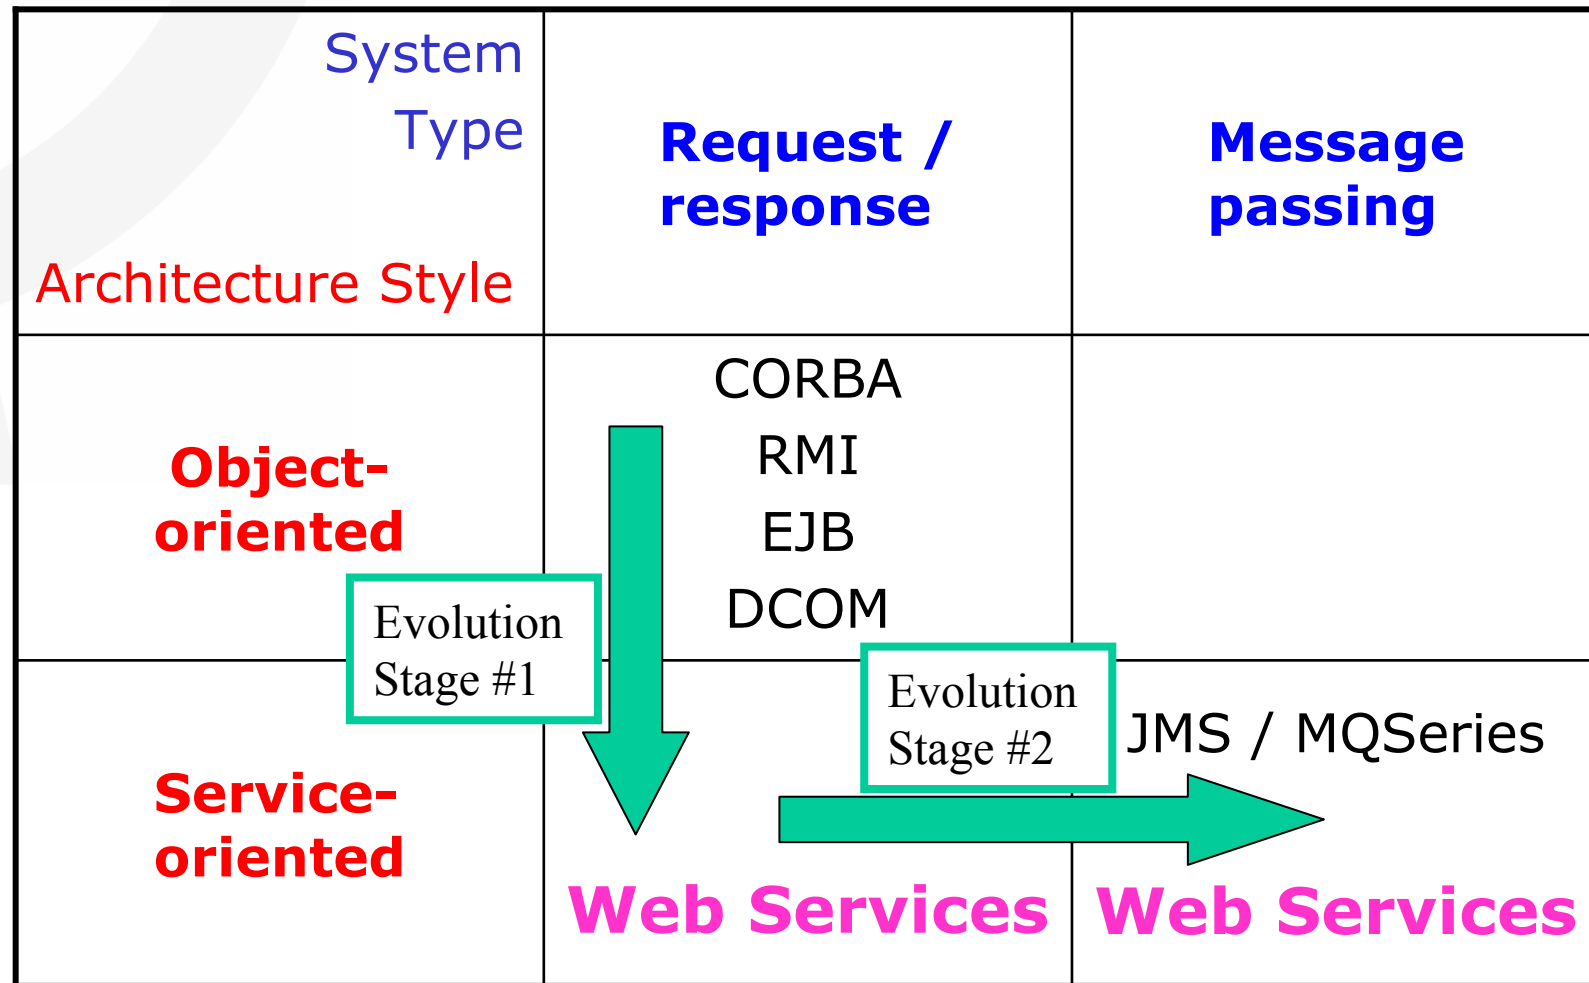 System
Type
Architecture Style
Request /
response
Message
passing
Object-
oriented
CORBA
RMI
EJB
DCOM
Evolution
Stage #1
Service-
oriented
Evolution
Stage #2
JMS / MQSeries
Web Services
Web Services